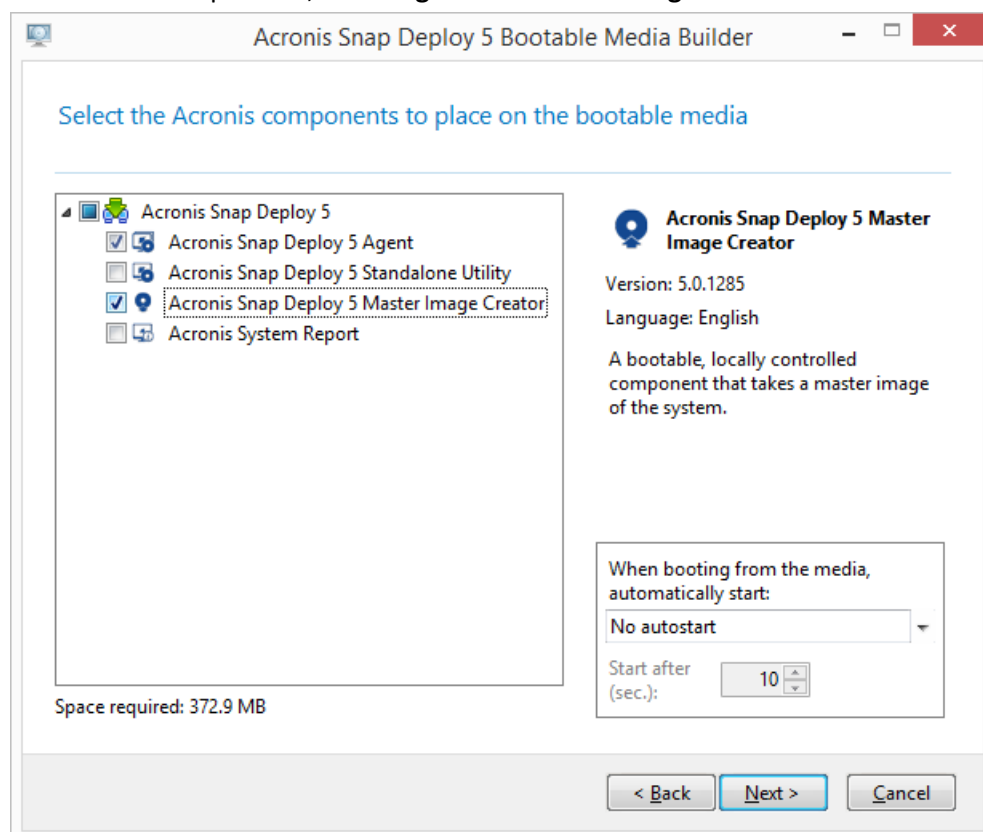 Acronis Snap Deploy 5 Bootable Media Builder
Select the Acronis components to place on the bootable media
Acronis Snap Deploy 5
Acronis Snap Deploy 5 Agent
Acronis Snap Deploy 5 Standalone Utility
Acronis Snap Deploy 5 Master Image Creator
Acronis System Report
Space required: 372.9 MB
Acronis Snap Deploy 5 Master
Image Creator
Version: 5.0.1285
Language: English
A bootable, locally controlled
component that takes a master image
of the system.
When booting from the media,
automatically start:
No autostart
Start after
(sec.):
10
< Back
Next >
Cancel